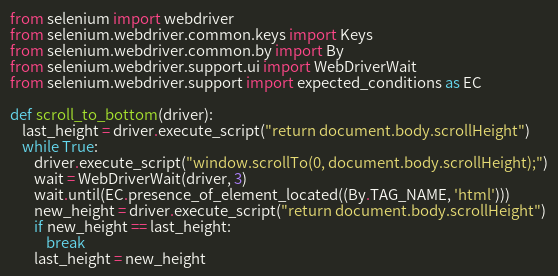 from selenium import webdriver
from selenium.webdriver.common.keys import Keys
from selenium.webdriver.common.by import By
from selenium.webdriver.support.ui import WebDriverWait
from selenium.webdriver.support import expected_conditions as EC

def scroll_to_bottom(driver):
    last_height = driver.execute_script("return document.body.scrollHeight")
    while True:
        driver.execute_script("window.scrollTo(0, document.body.scrollHeight);")
        wait = WebDriverWait(driver, 3)
        wait.until(EC.presence_of_element_located((By.TAG_NAME, 'html')))
        new_height = driver.execute_script("return document.body.scrollHeight")
        if new_height == last_height:
            break
        last_height = new_height